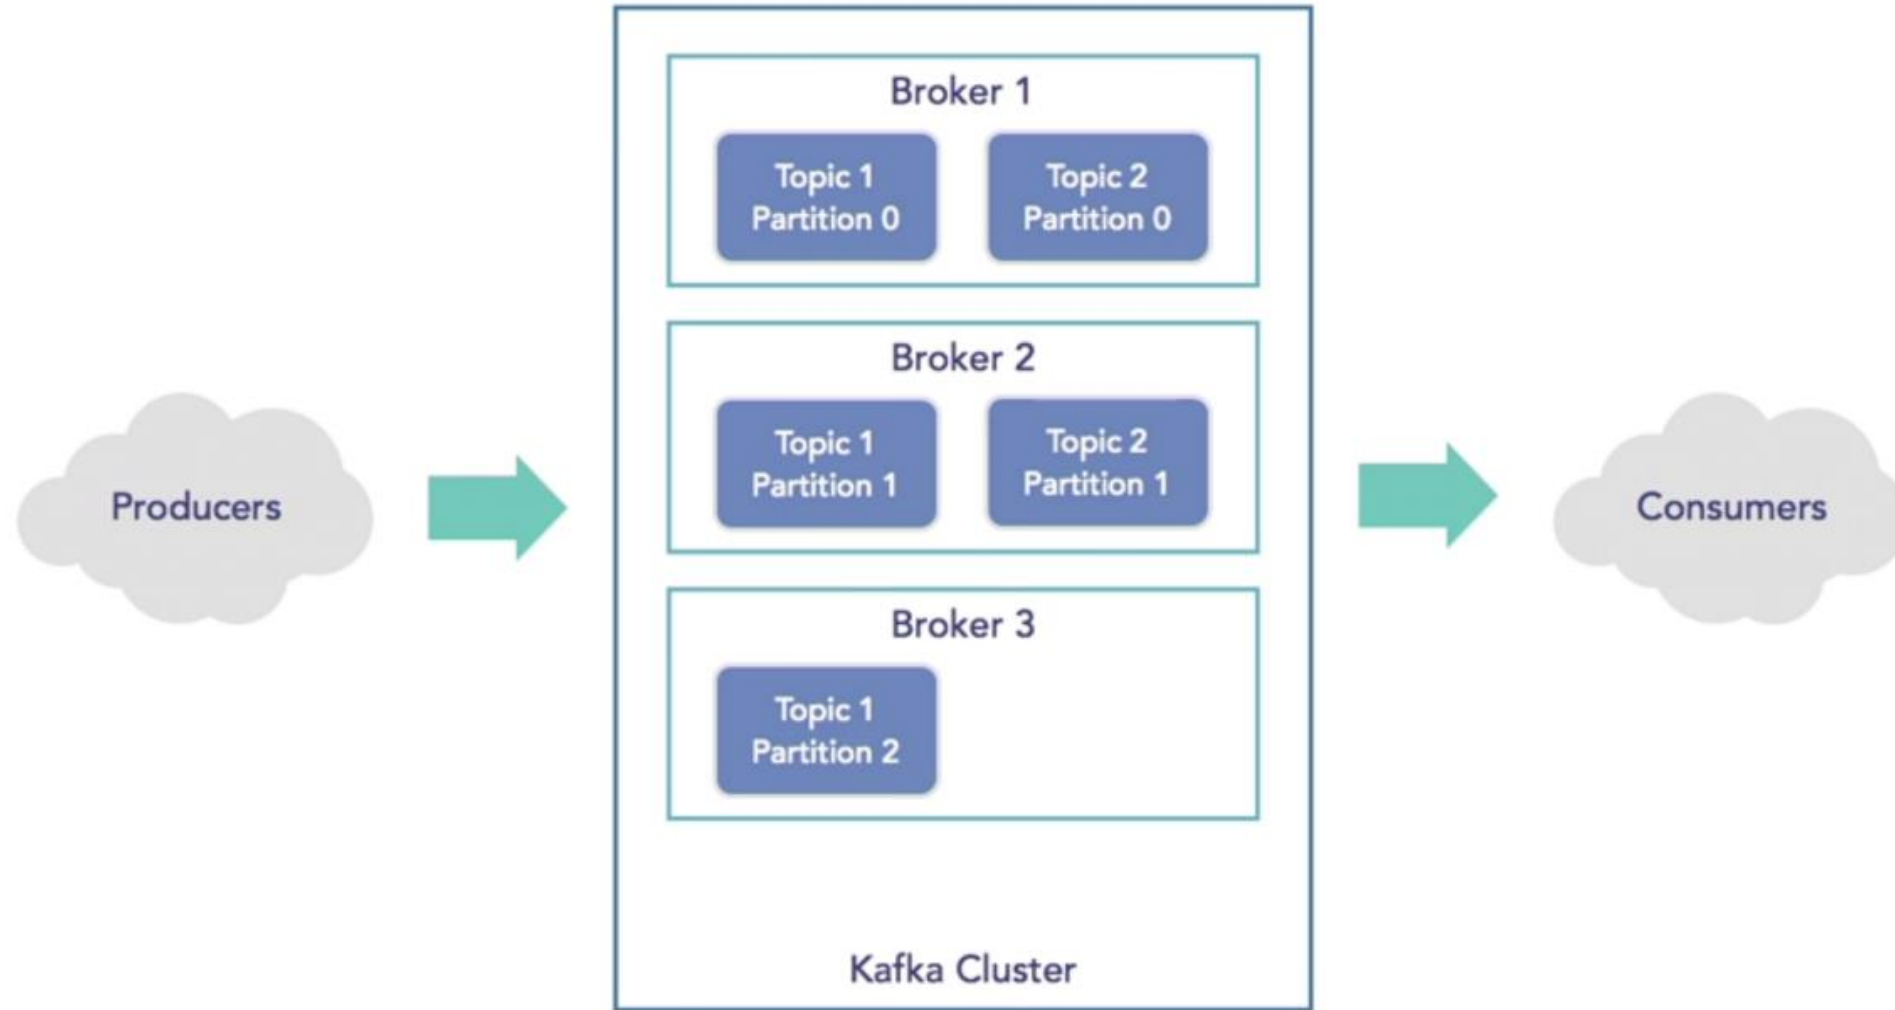 Broker 1
Topic 1
Partition 0
Topic 2
Partition 0
Broker 2
Topic 1
Partition 1
Topic 2
Partition 1
Producers
Consumers
Broker 3
Topic 1
Partition 2
Kafka Cluster